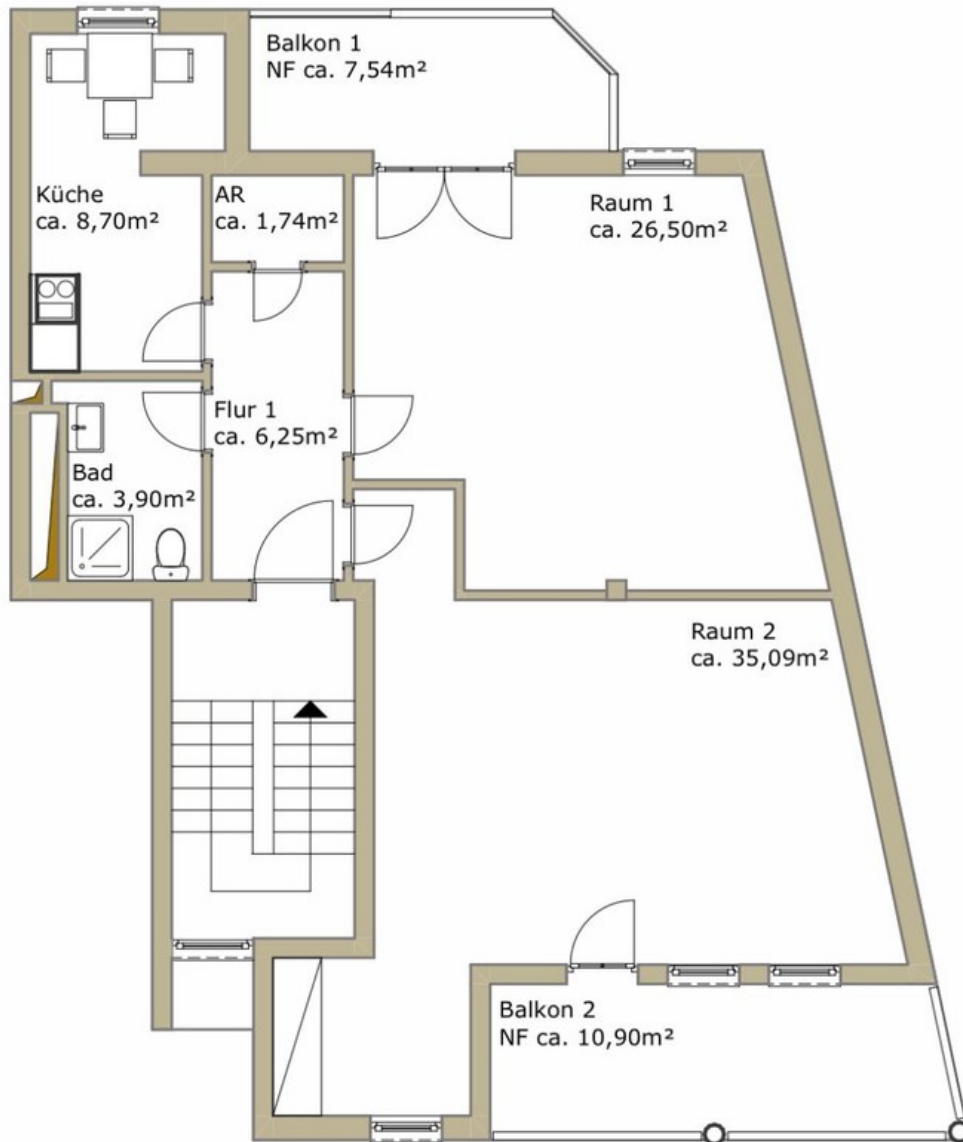 Balkon 1
NF ca. 7,54m²
Küche
ca. 8,70m²
AR
ca. 1,74m²
Raum 1
ca. 26,50m²
Flur 1
ca. 6,25m²
Bad
ca. 3,90m²
Raum 2
ca. 35,09m²
Balkon 2
NF ca. 10,90m²